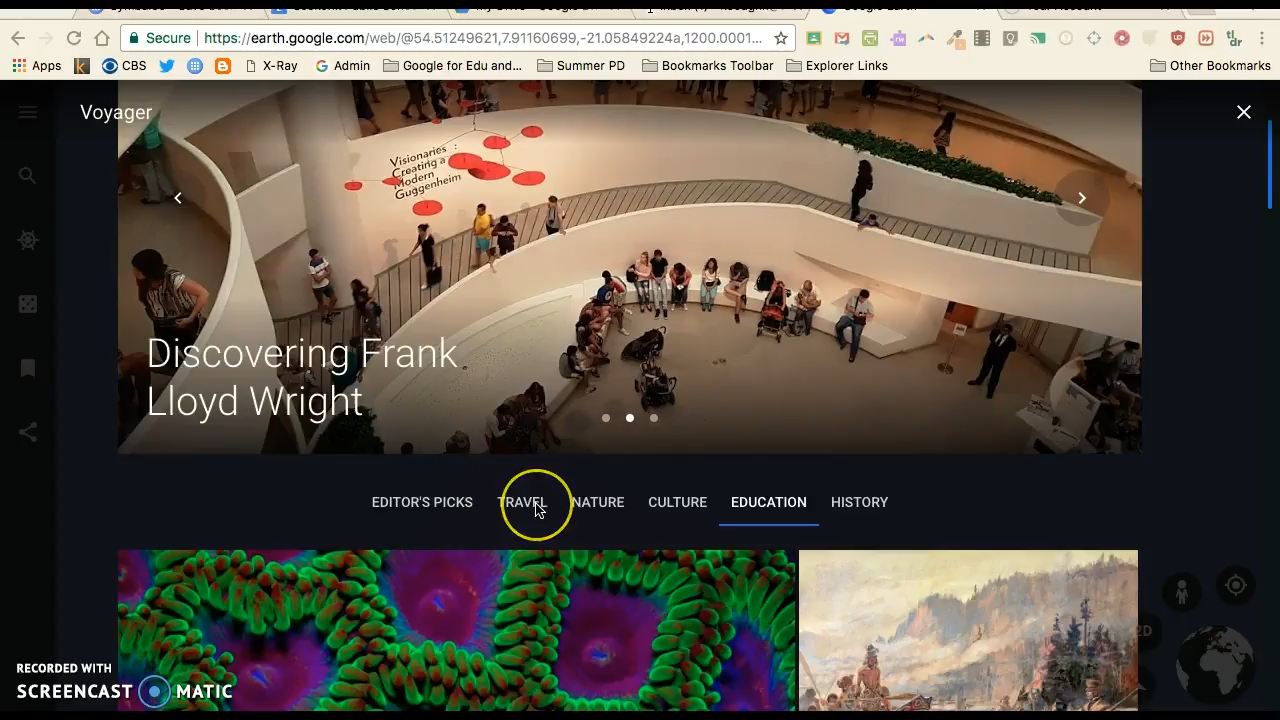 Secure https://earth.google.com/web/@54.51249621,7.91160699,-21.05849224a,1200.0001...
Apps CBS X-Ray Admin Google for Edu and... Summer PD Bookmarks Toolbar Explorer Links Other Bookmarks
Voyager
Visionaries :
Creating a
Modern
Guggenheim
Discovering Frank
Lloyd Wright
EDITOR'S PICKS TRAVEL NATURE CULTURE EDUCATION HISTORY
RECORDED WITH
SCREENCAST MATIC